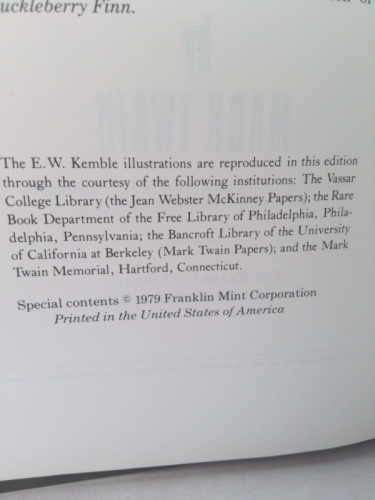 uckleberry Finn.
of
MARK TWAIN
The E.W. Kemble illustrations are reproduced in this edition
through the courtesy of the following institutions: The Vassar
College Library (the Jean Webster McKinney Papers); the Rare
Book Department of the Free Library of Philadelphia, Phila-
delphia, Pennsylvania; the Bancroft Library of the University
of California at Berkeley (Mark Twain Papers); and the Mark
Twain Memorial, Hartford, Connecticut.
Special contents © 1979 Franklin Mint Corporation
Printed in the United States of America